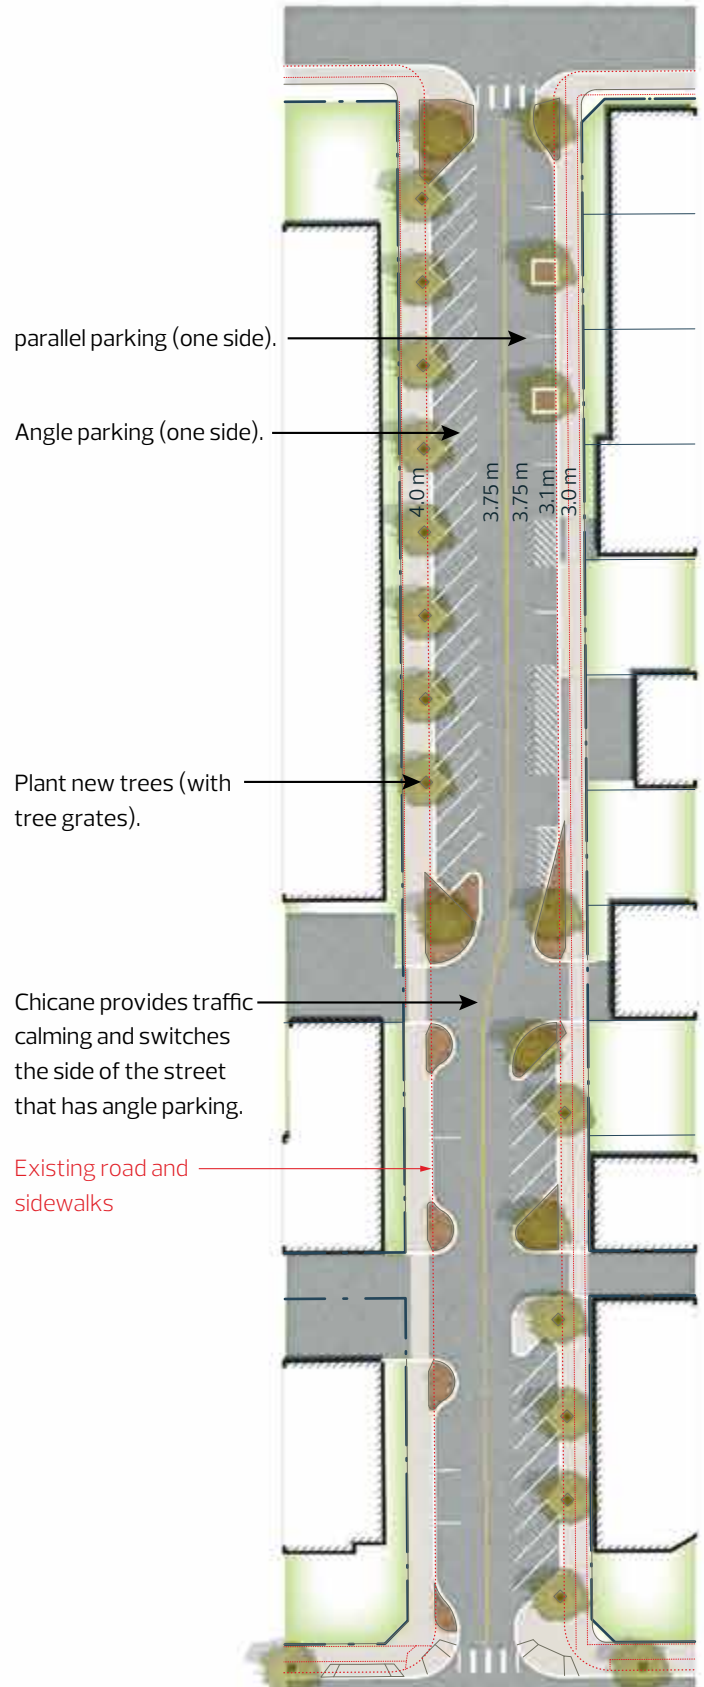 parallel parking (one side).
Angle parking (one side).
4.0 m
3.75 m
3.75 m
3.1m
3.0 m
Plant new trees (with
tree grates).
Chicane provides traffic
calming and switches
the side of the street
that has angle parking.
Existing road and
sidewalks